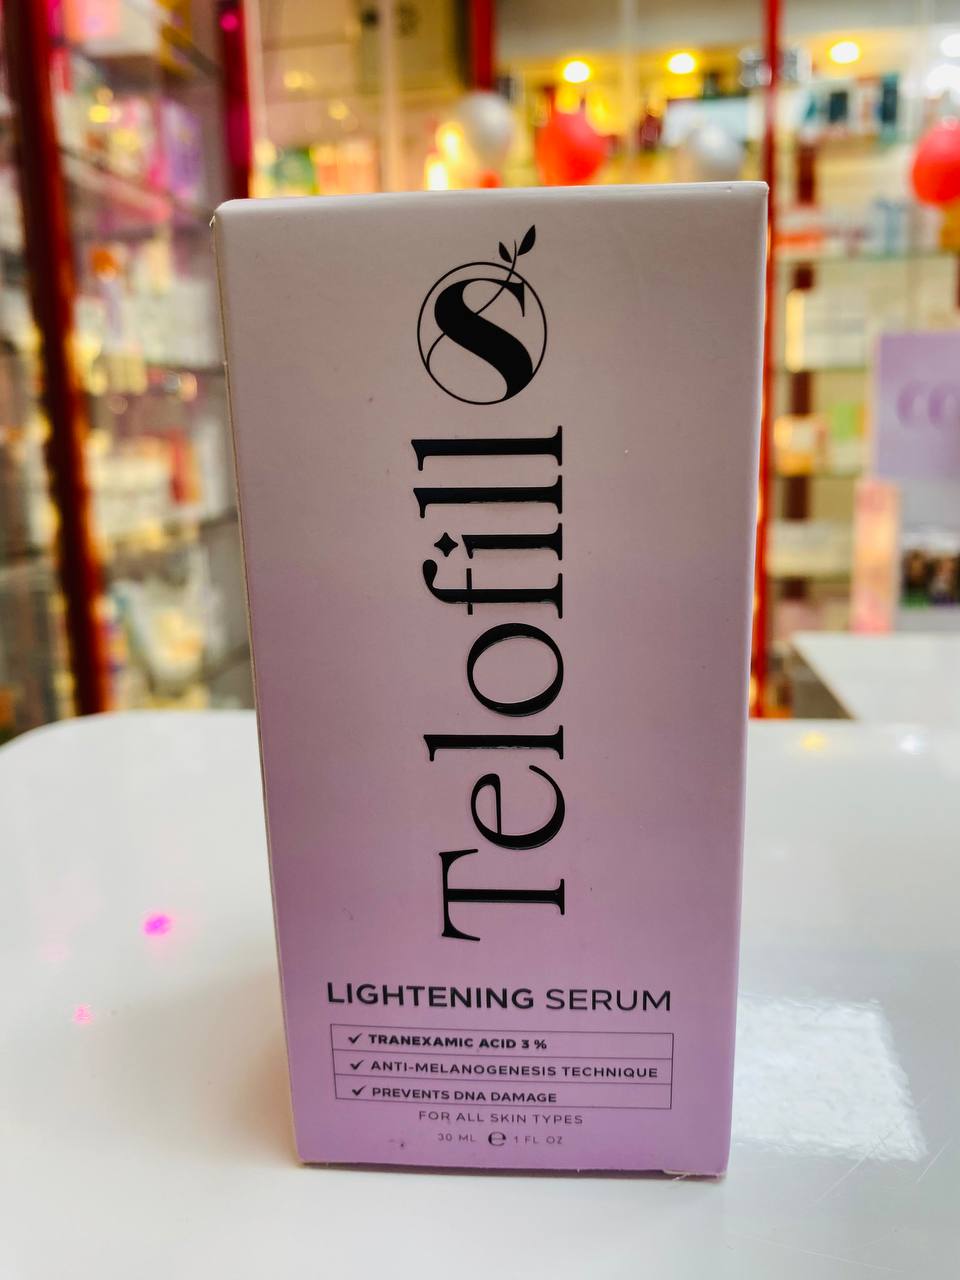 Telofill
LIGHTENING SERUM
TRANEXAMIC ACID 3 %
ANTI-MELANOGENESIS TECHNIQUE
PREVENTS DNA DAMAGE
FOR ALL SKIN TYPES
30 ML ℮ 1 FL OZ